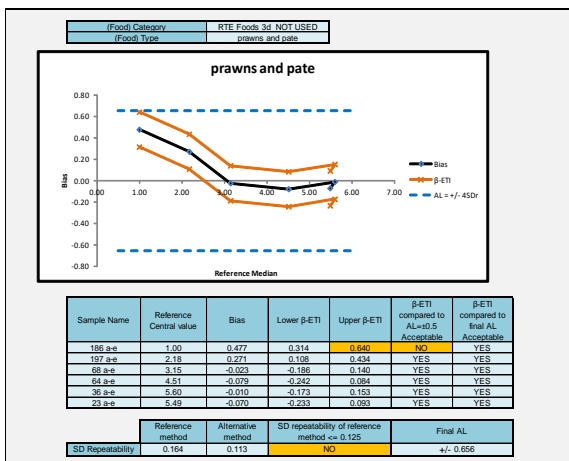 (Food) Category RTE Foods 3d NOT USED
(Food) Type prawns and pate
prawns and pate
0.80
0.60
0.40
0.20
0.00
-0.20
-0.40
-0.60
-0.80
0.00 1.00 2.00 3.00 4.00 5.00 6.00 7.00
Bias
Reference Median
Bias
β-ETI
AL = +/- 4SDr
Sample Name Reference Central value Bias Lower β-ETI Upper β-ETI β-ETI compared to AL=±0.5 Acceptable β-ETI compared to final AL Acceptable
186 a-e 1.00 0.477 0.314 0.640 NO YES
197 a-e 2.18 0.271 0.108 0.434 YES YES
68 a-e 3.15 -0.023 -0.186 0.140 YES YES
64 a-e 4.51 -0.079 -0.242 0.084 YES YES
36 a-e 5.60 -0.010 -0.173 0.153 YES YES
23 a-e 5.49 -0.070 -0.233 0.093 YES YES
Reference method Alternative method SD repeatability of reference method <= 0.125 Final AL
SD Repeatability 0.164 0.113 NO +/- 0.656